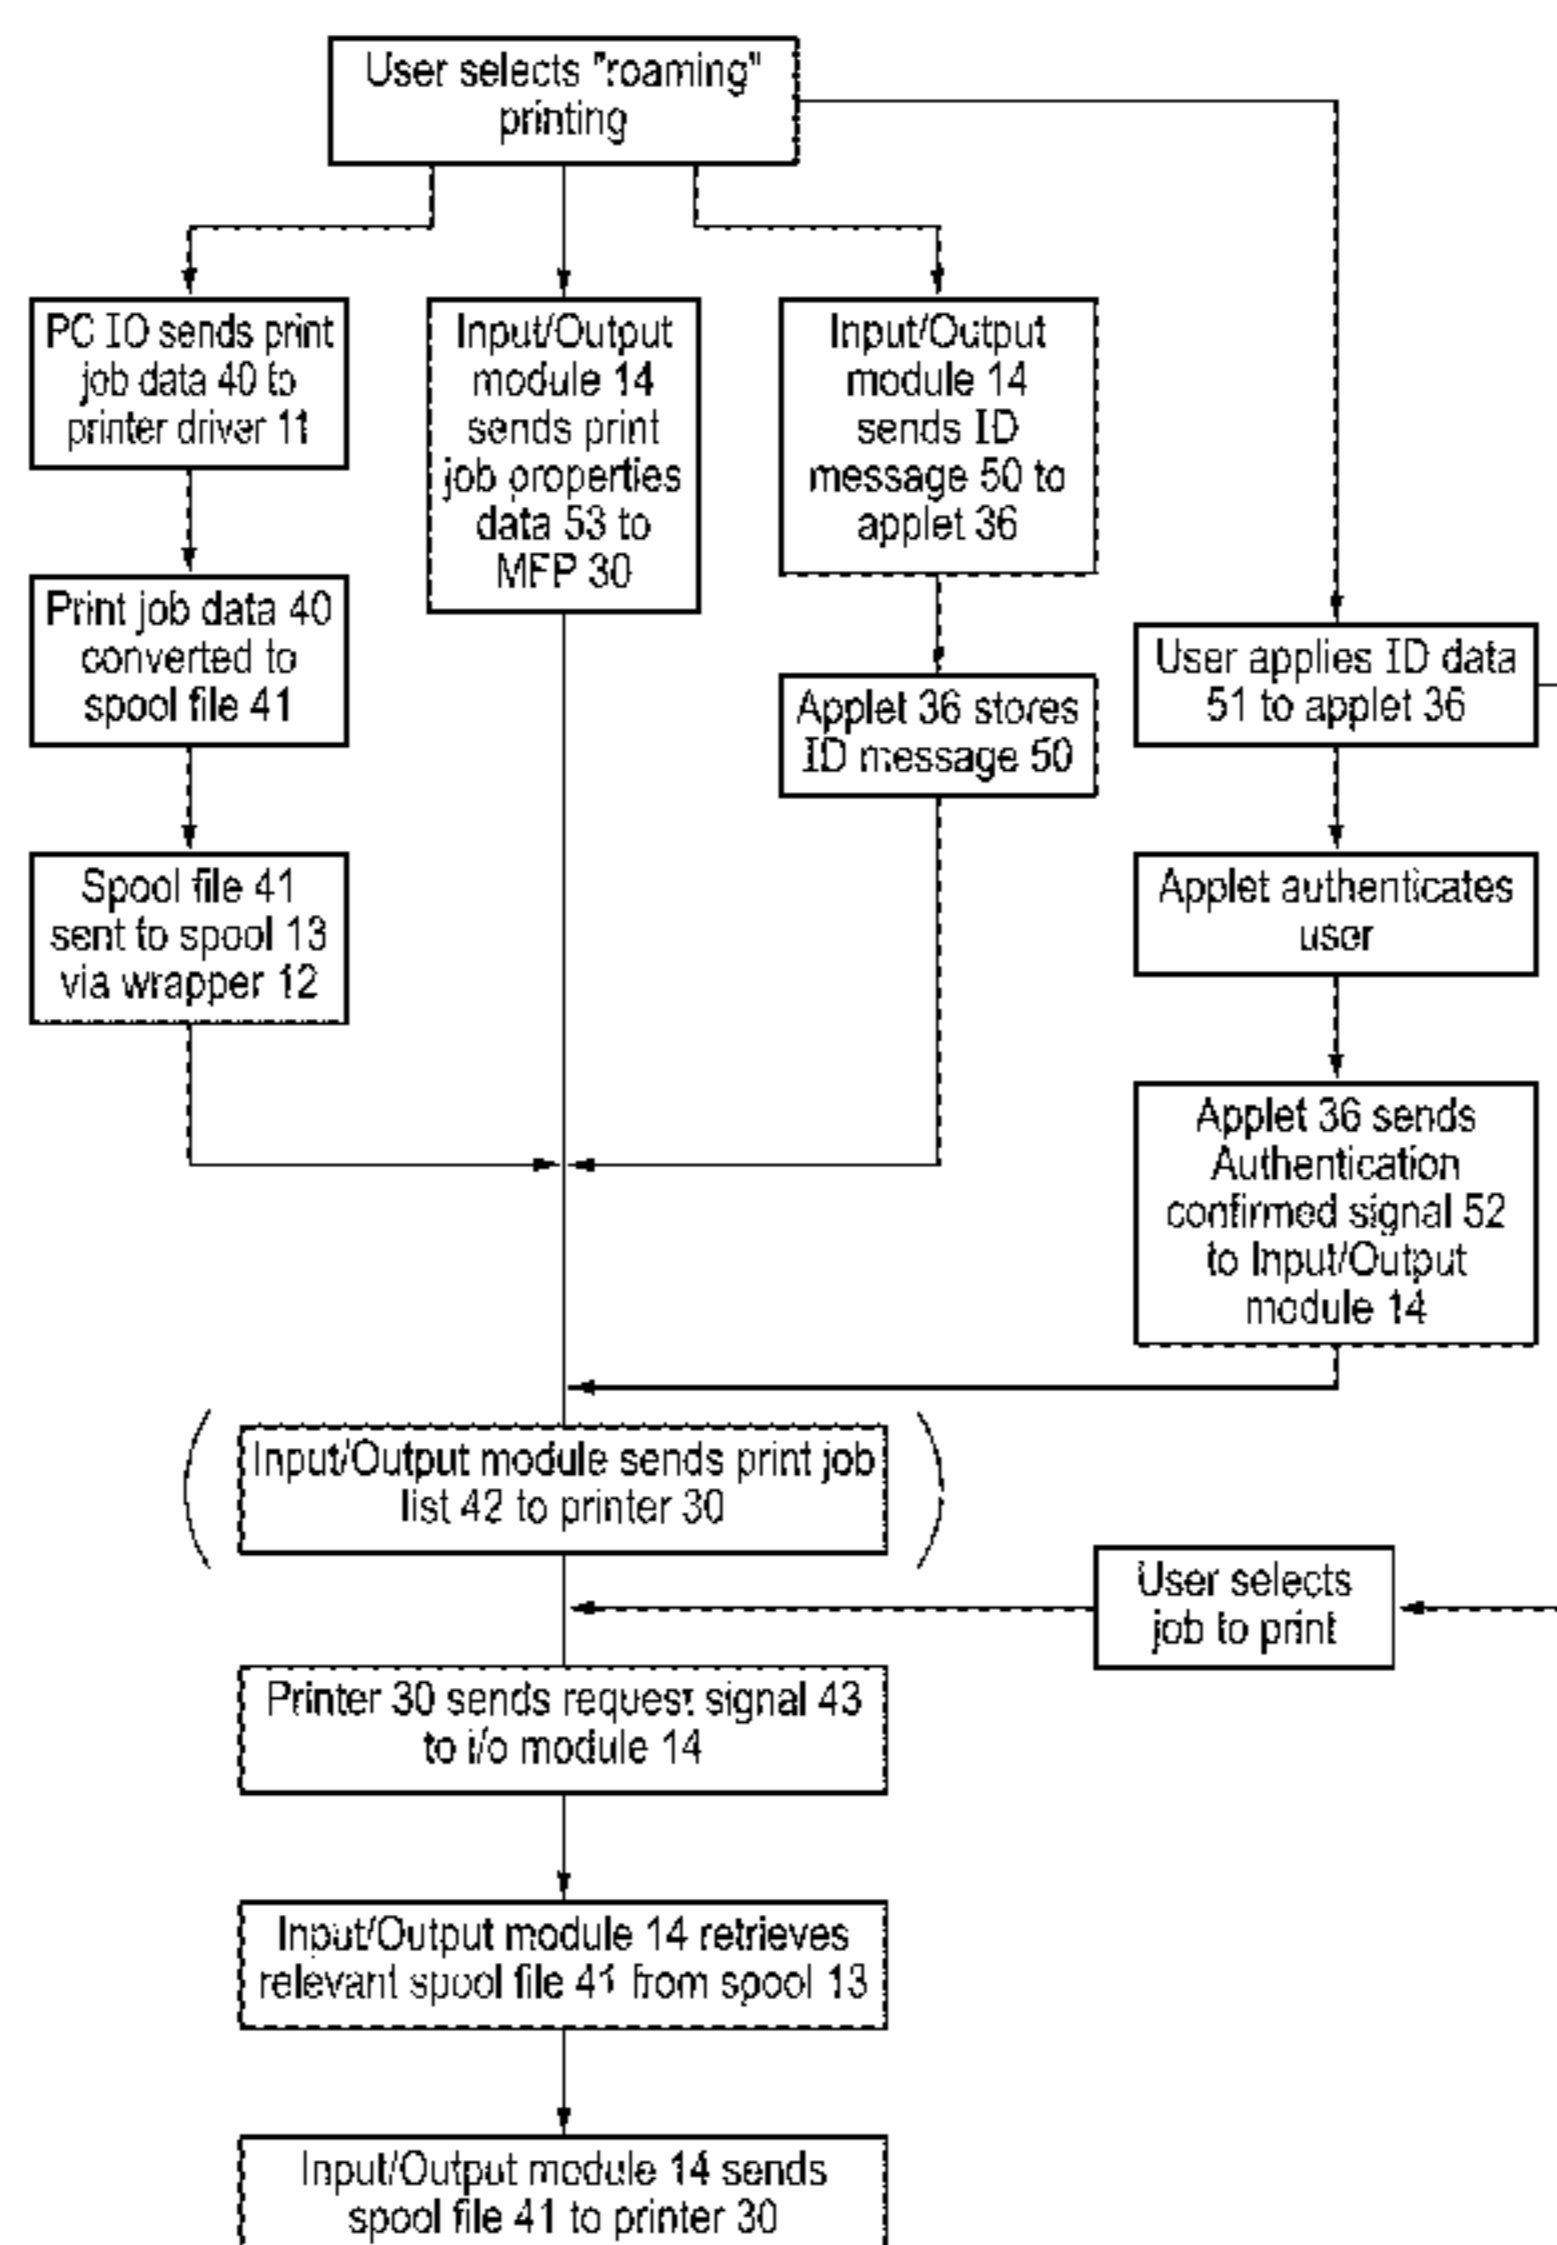 User selects "roaming"
printing
PC IO sends print
job data 40 to
printer driver 11
Input/Output
module 14
sends print
job properties
data 53 to
MFP 30
Input/Output
module 14
sends ID
message 50 to
applet 36
Print job data 40
converted to
spool file 41
User applies ID data
51 to applet 36
Applet 36 stores
ID message 50
Spool file 41
sent to spool 13
via wrapper 12
Applet authenticates
user
Applet 36 sends
Authentication
confirmed signal 52
to Input/Output
module 14
Input/Output module sends print job
list 42 to printer 30
User selects
job to print
Printer 30 sends request signal 43
to i/o module 14
Input/Output module 14 retrieves
relevant spool file 41 from spool 13
Input/Output module 14 sends
spool file 41 to printer 30